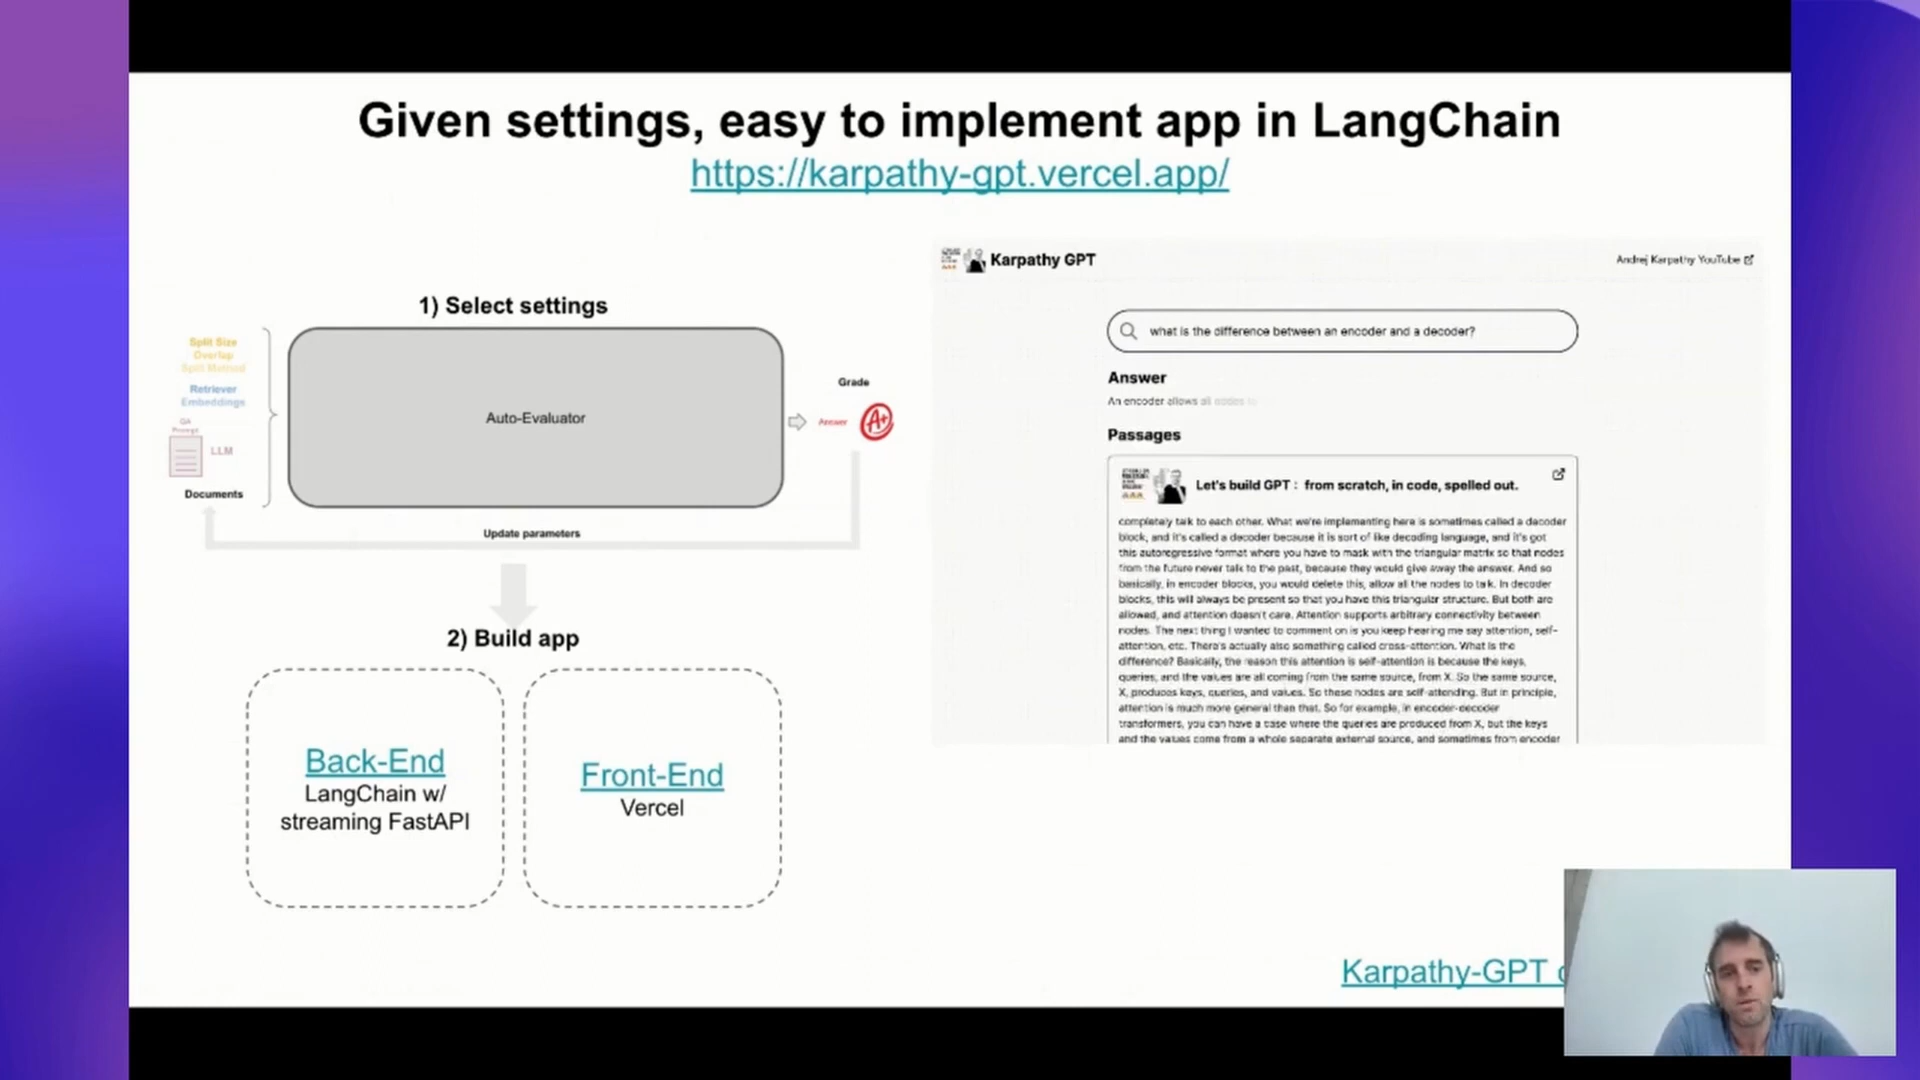 Given settings, easy to implement app in LangChain
https://karpathy-gpt.vercel.app/
1) Select settings
Split Size
Overlap
Split Method
Retriever
Embeddings
QA
Prompt
LLM
Documents
Auto-Evaluator
Answer
Grade
A+
Update parameters
2) Build app
Back-End
LangChain w/
streaming FastAPI
Front-End
Vercel
Karpathy GPT
Andrej Karpathy YouTube
what is the difference between an encoder and a decoder?
Answer
An encoder allows all nodes to
Passages
Let's build GPT : from scratch, in code, spelled out.
completely talk to each other. What we're implementing here is sometimes called a decoder
block, and it's called a decoder because it is sort of like decoding language, and it's got
this autoregressive format where you have to mask with the triangular matrix so that nodes
from the future never talk to the past, because they would give away the answer. And so
basically, in encoder blocks, you would delete this, allow all the nodes to talk. In decoder
blocks, this will always be present so that you have this triangular structure. But both are
allowed, and attention doesn't care. Attention supports arbitrary connectivity between
nodes. The next thing I wanted to comment on is you keep hearing me say attention, self-
attention, etc. There's actually also something called cross-attention. What is the
difference? Basically, the reason this attention is self-attention is because the keys,
queries, and the values are all coming from the same source, from X. So the same source,
X, produces keys, queries, and values. So these nodes are self-attending. But in principle,
attention is much more general than that. So for example, in encoder-decoder
transformers, you can have a case where the queries are produced from X, but the keys
and the values come from a whole separate external source, and sometimes from encoder
Karpathy-GPT